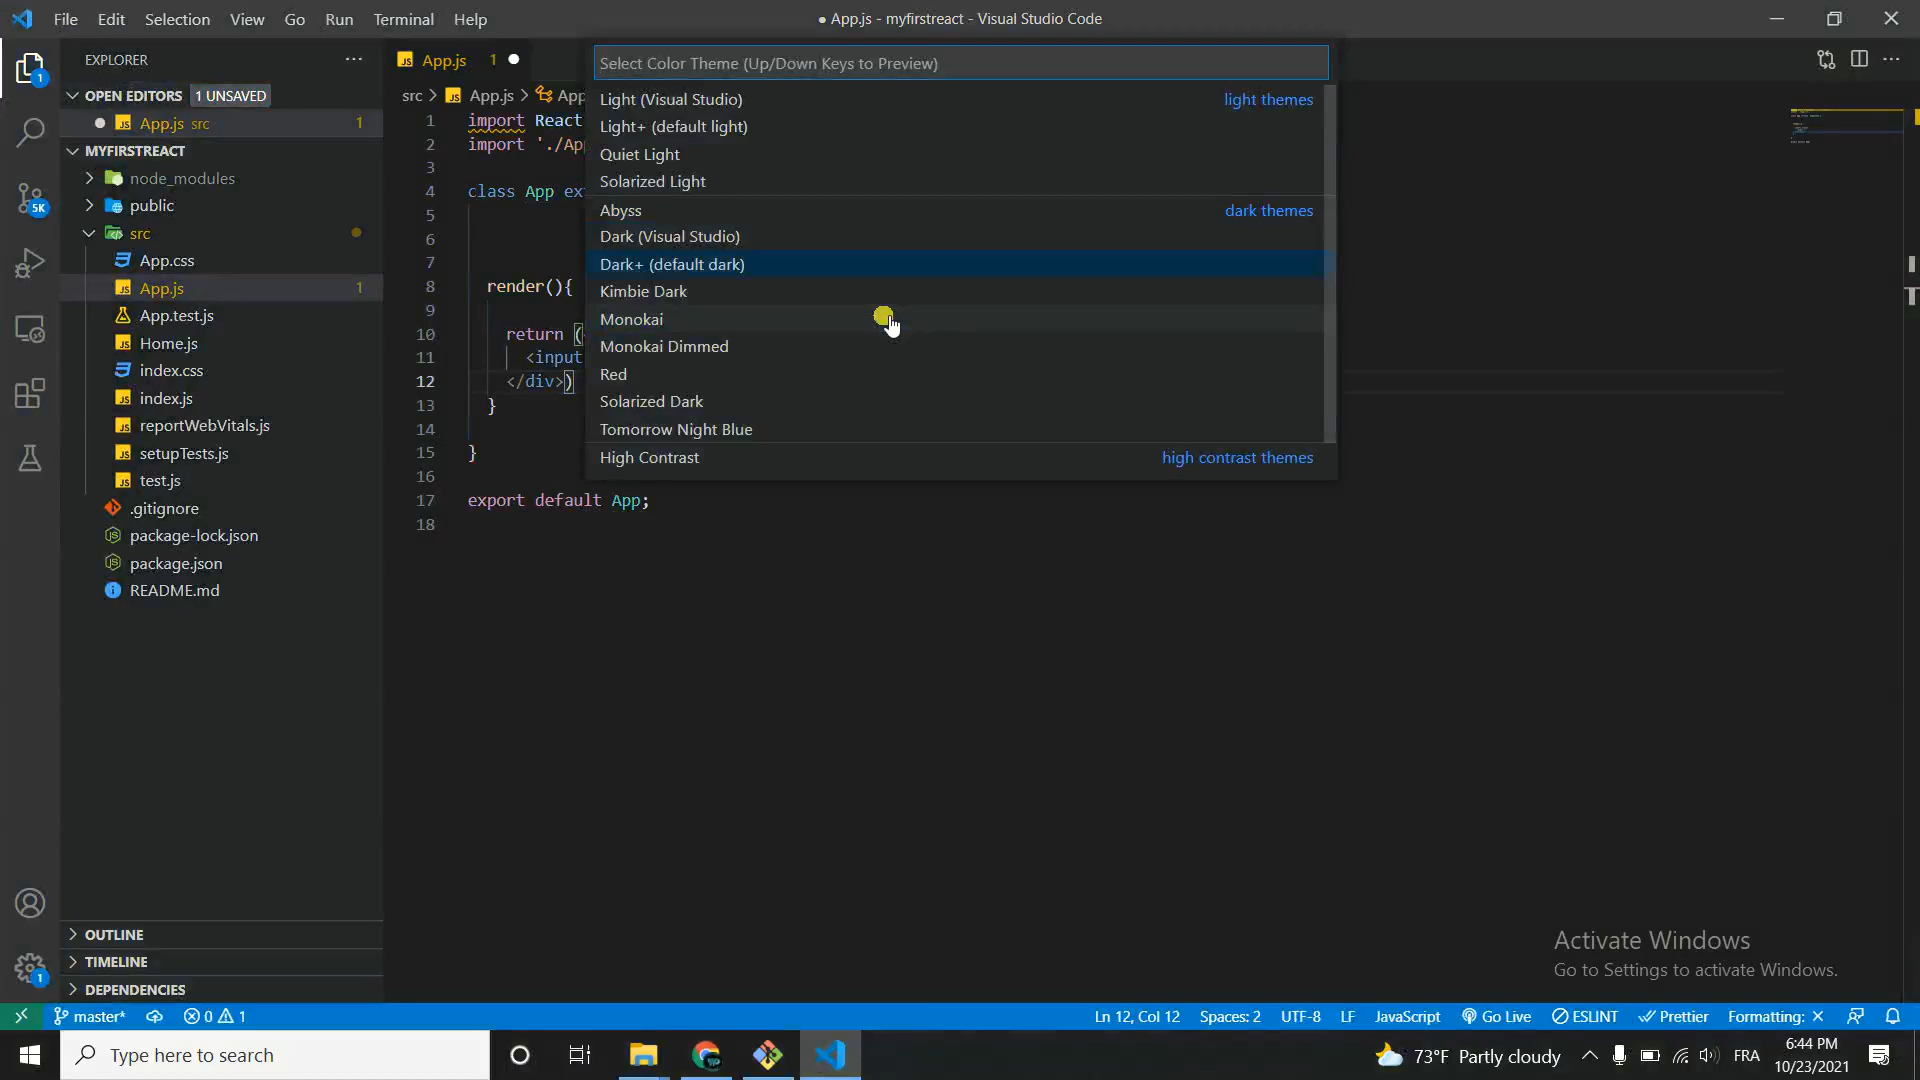 File Edit Selection View Go Run Terminal Help
● App.js - myfirstreact - Visual Studio Code
EXPLORER
OPEN EDITORS 1 UNSAVED
App.js src 1
MYFIRSTREACT
node_modules
public
src
App.css
App.js 1
App.test.js
Home.js
index.css
index.js
reportWebVitals.js
setupTests.js
test.js
.gitignore
package-lock.json
package.json
README.md
OUTLINE
TIMELINE
DEPENDENCIES
1
5K
1
App.js 1
src > App.js > App
1 import React
2 import './Ap
3
4 class App ex
5
6
7
8 render(){
9
10 return (
11 <input
12 </div>)
13 }
14
15 }
16
17 export default App;
18
Select Color Theme (Up/Down Keys to Preview)
Light (Visual Studio) light themes
Light+ (default light)
Quiet Light
Solarized Light
Abyss dark themes
Dark (Visual Studio)
Dark+ (default dark)
Kimbie Dark
Monokai
Monokai Dimmed
Red
Solarized Dark
Tomorrow Night Blue
High Contrast high contrast themes
Activate Windows
Go to Settings to activate Windows.
master* 0 1 Ln 12, Col 12 Spaces: 2 UTF-8 LF JavaScript Go Live ESLINT Prettier Formatting: ×
Type here to search
73°F Partly cloudy FRA
6:44 PM
10/23/2021